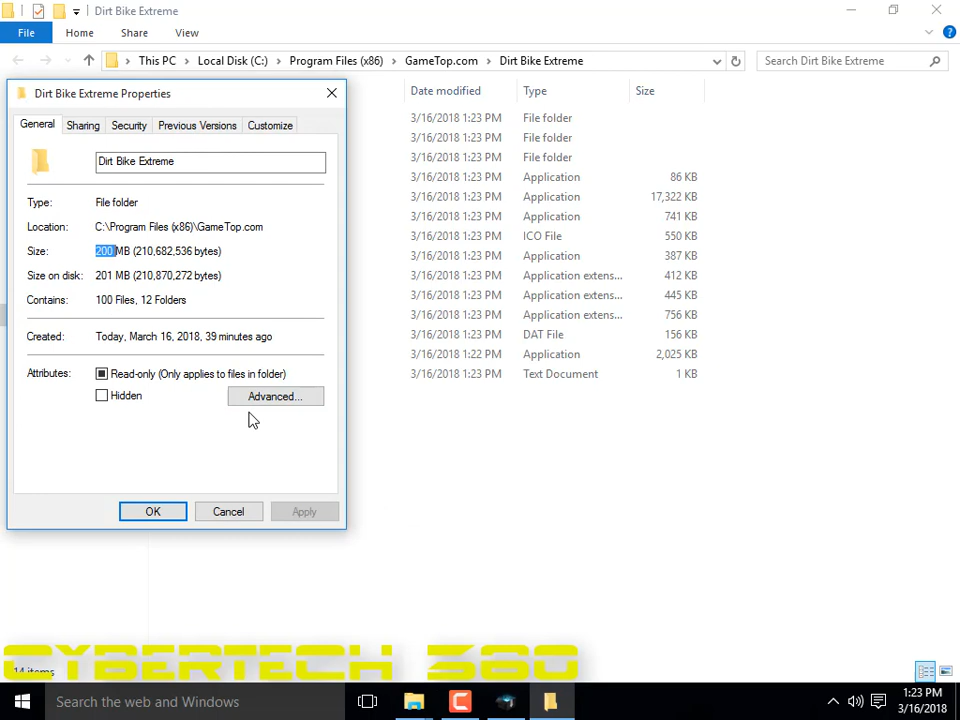 Dirt Bike Extreme
File
Home
Share
View
This PC
Local Disk (C:)
Program Files (x86)
GameTop.com
Dirt Bike Extreme
Search Dirt Bike Extreme
Dirt Bike Extreme Properties
General
Sharing
Security
Previous Versions
Customize
Dirt Bike Extreme
Type:
File folder
Location:
C:\Program Files (x86)\GameTop.com
Size:
200 MB (210,682,536 bytes)
Size on disk:
201 MB (210,870,272 bytes)
Contains:
100 Files, 12 Folders
Created:
Today, March 16, 2018, 39 minutes ago
Attributes:
Read-only (Only applies to files in folder)
Hidden
Advanced...
OK
Cancel
Apply
Date modified
Type
Size
3/16/2018 1:23 PM File folder
3/16/2018 1:23 PM File folder
3/16/2018 1:23 PM File folder
3/16/2018 1:23 PM Application 86 KB
3/16/2018 1:23 PM Application 17,322 KB
3/16/2018 1:23 PM Application 741 KB
3/16/2018 1:23 PM ICO File 550 KB
3/16/2018 1:23 PM Application 387 KB
3/16/2018 1:23 PM Application extens... 412 KB
3/16/2018 1:23 PM Application extens... 445 KB
3/16/2018 1:23 PM Application extens... 756 KB
3/16/2018 1:23 PM DAT File 156 KB
3/16/2018 1:22 PM Application 2,025 KB
3/16/2018 1:23 PM Text Document 1 KB
CYBERTECH 360
14 items
Search the web and Windows
1:23 PM
3/16/2018